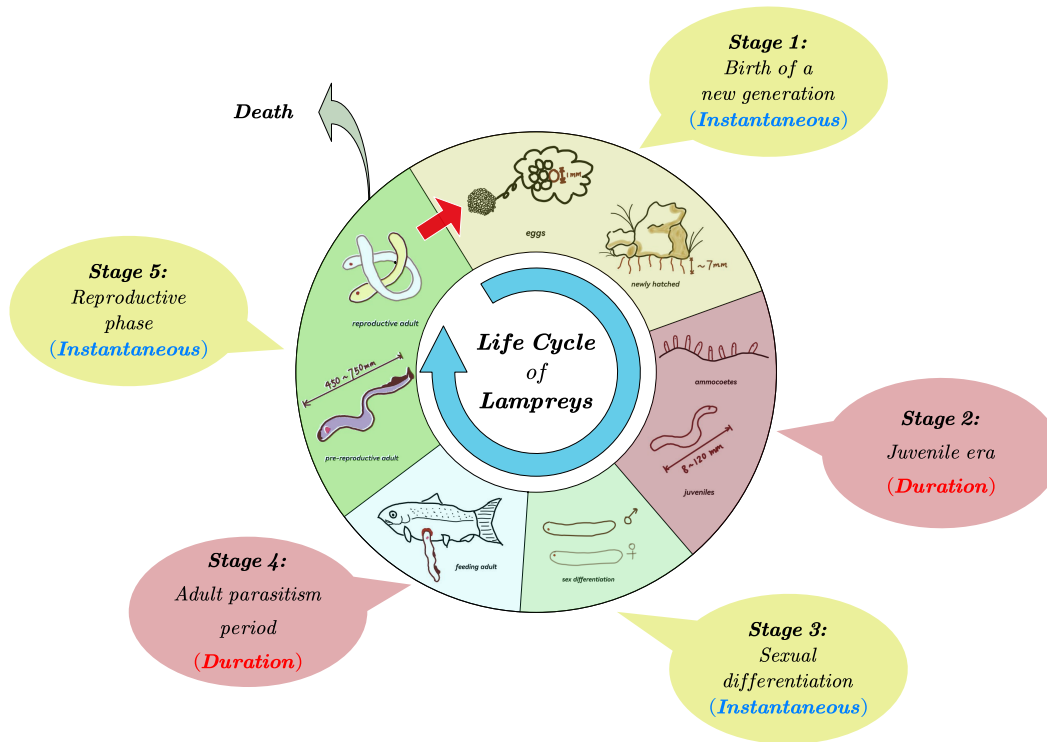 Stage 1:
Birth of a
new generation
(Instantaneous)
Death
1mm
eggs
~7mm
newly hatched
Stage 5:
Reproductive
phase
(Instantaneous)
reproductive adult
Life Cycle
of
Lampreys
ammocoetes
450~750mm
pre-reproductive adult
8~120 mm
juveniles
Stage 2:
Juvenile era
(Duration)
feeding adult
♂
♀
sex differentiation
Stage 4:
Adult parasitism
period
(Duration)
Stage 3:
Sexual
differentiation
(Instantaneous)